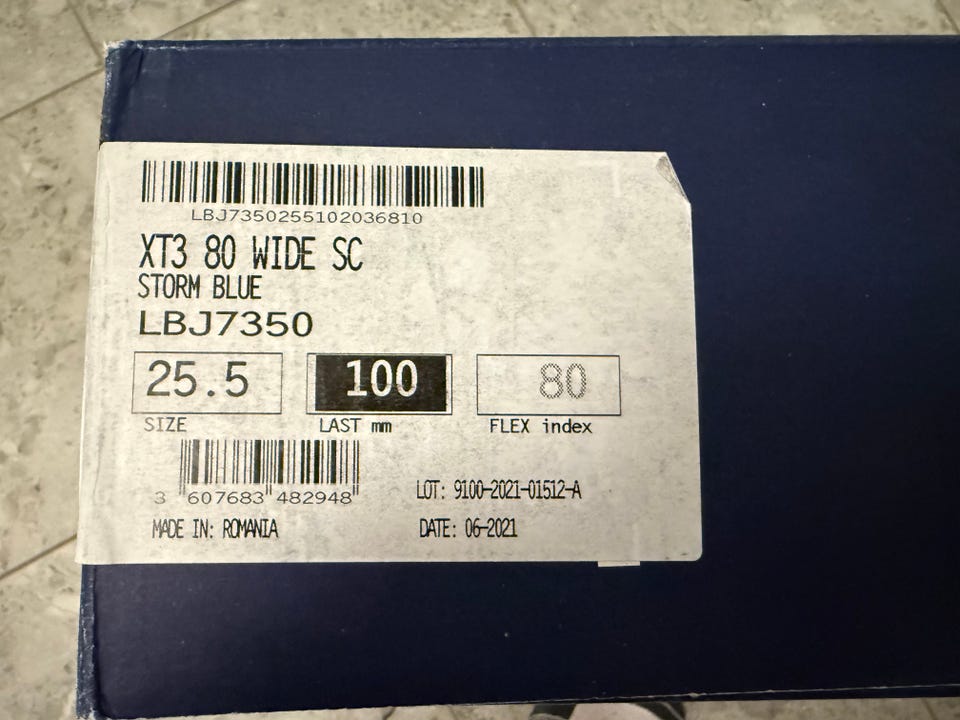 LBJ7350255102036810
XT3 80 WIDE SC
STORM BLUE
LBJ7350
25.5 100 80
SIZE LAST mm FLEX index
3 607683 482948
LOT: 9100-2021-01512-A
MADE IN: ROMANIA DATE: 06-2021